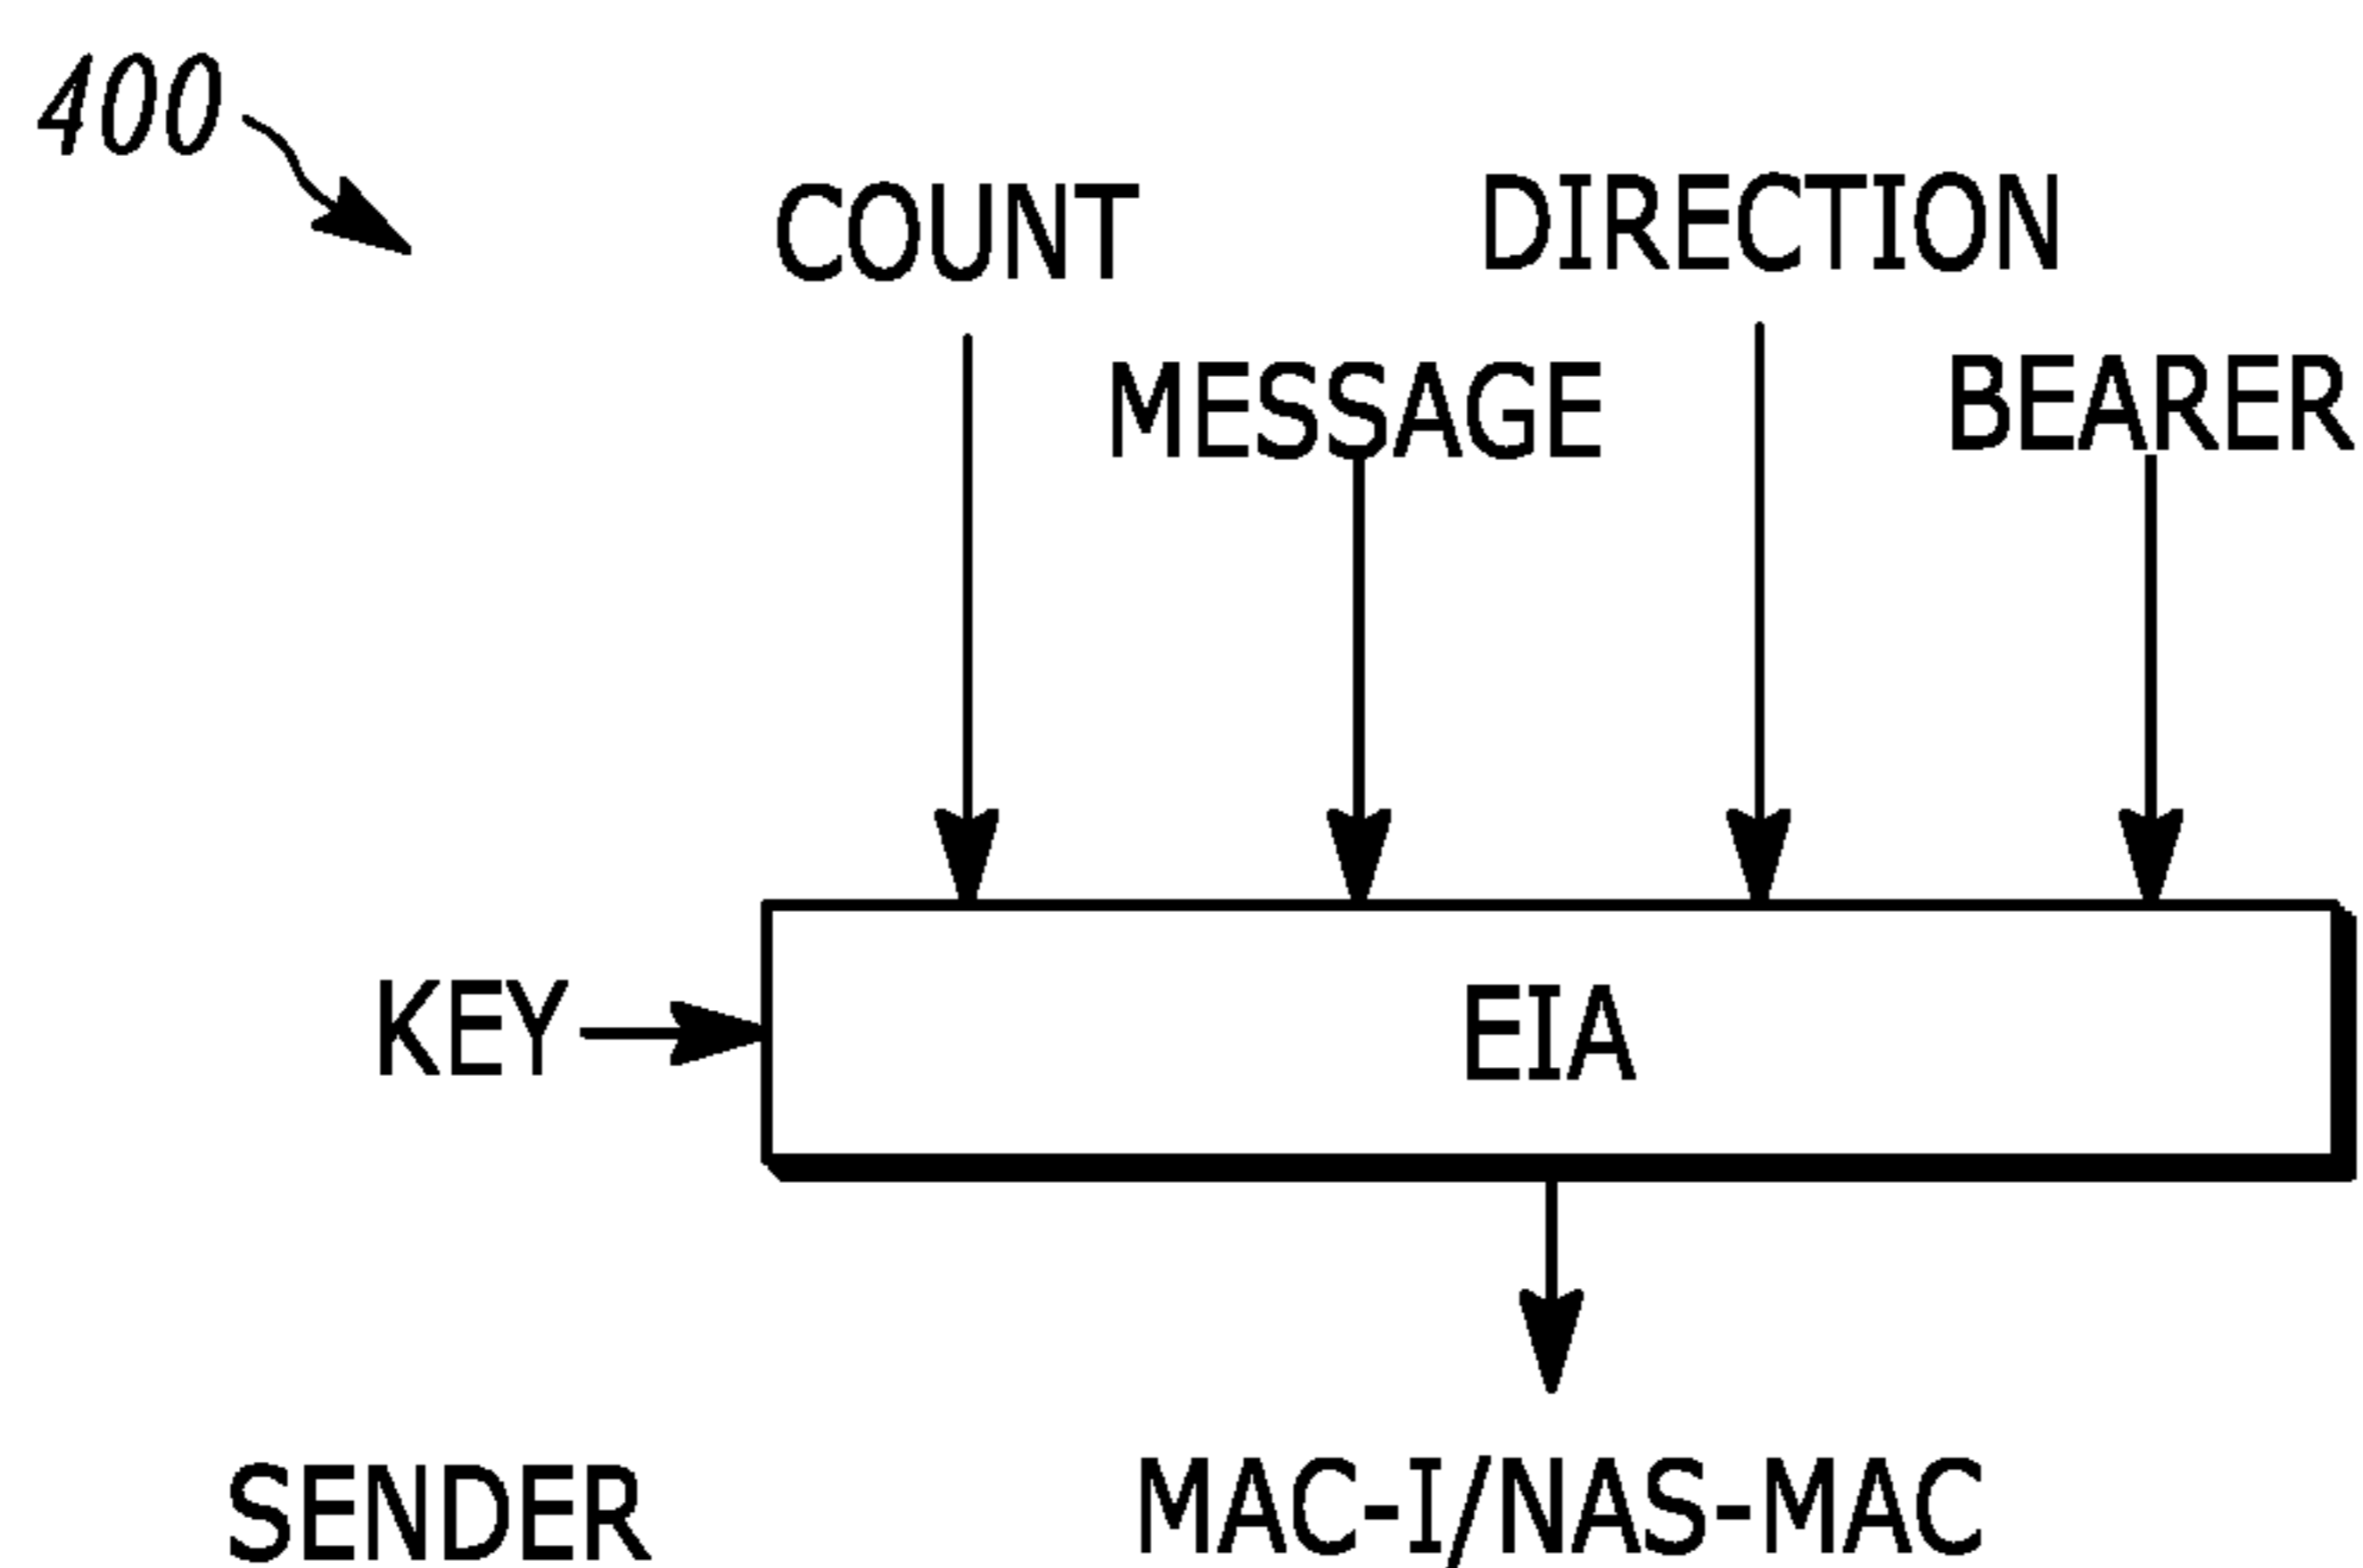 400
COUNT
DIRECTION
MESSAGE
BEARER
KEY
EIA
SENDER
MAC-I/NAS-MAC